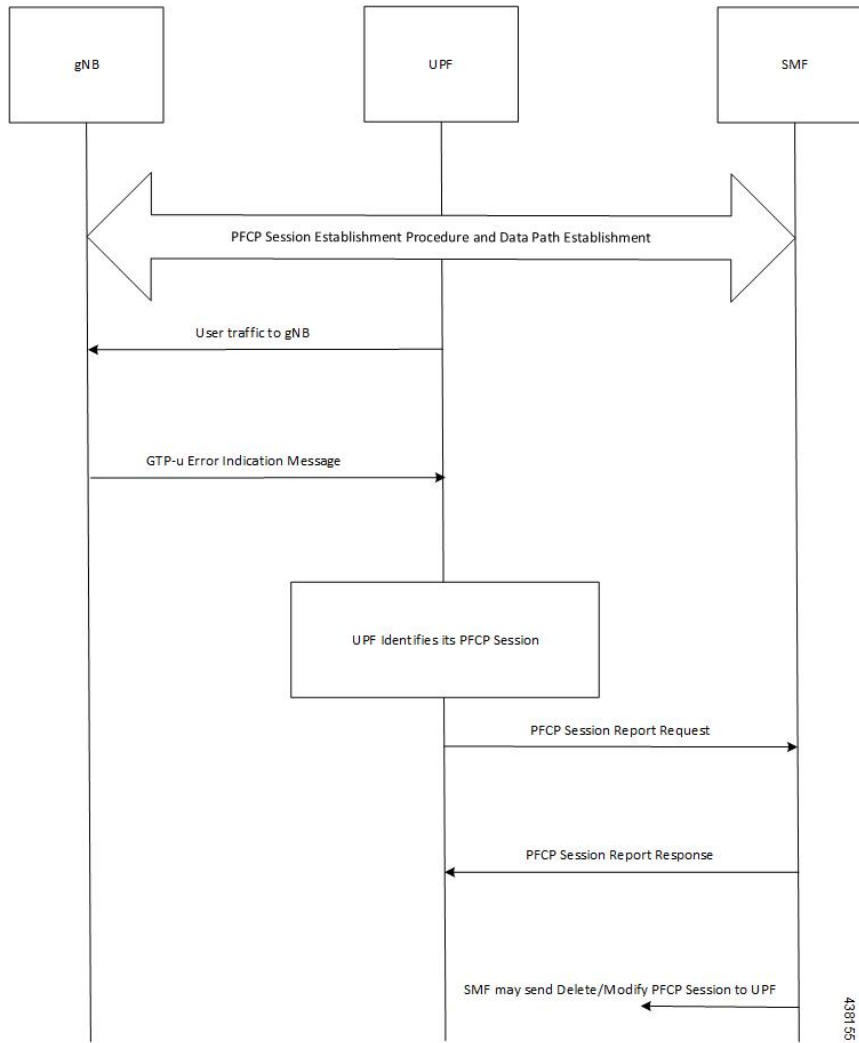 gNB
UPF
SMF
PFCP Session Establishment Procedure and Data Path Establishment
User traffic to gNB
GTP-u Error Indication Message
UPF Identifies its PFCP Session
PFCP Session Report Request
PFCP Session Report Response
SMF may send Delete/Modify PFCP Session to UPF
438155